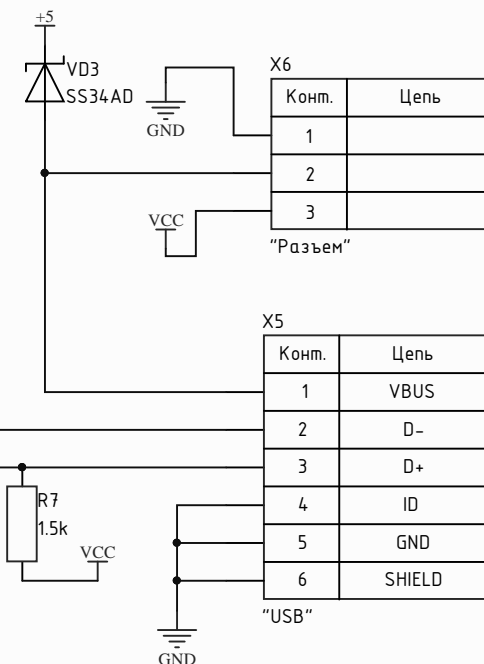 +5
VD3
SS34AD
GND
VCC
X6
Конт. Цепь
1
2
3
"Разъем"
X5
Конт. Цепь
1 VBUS
2 D-
3 D+
4 ID
5 GND
6 SHIELD
"USB"
R7
1.5k
VCC
GND